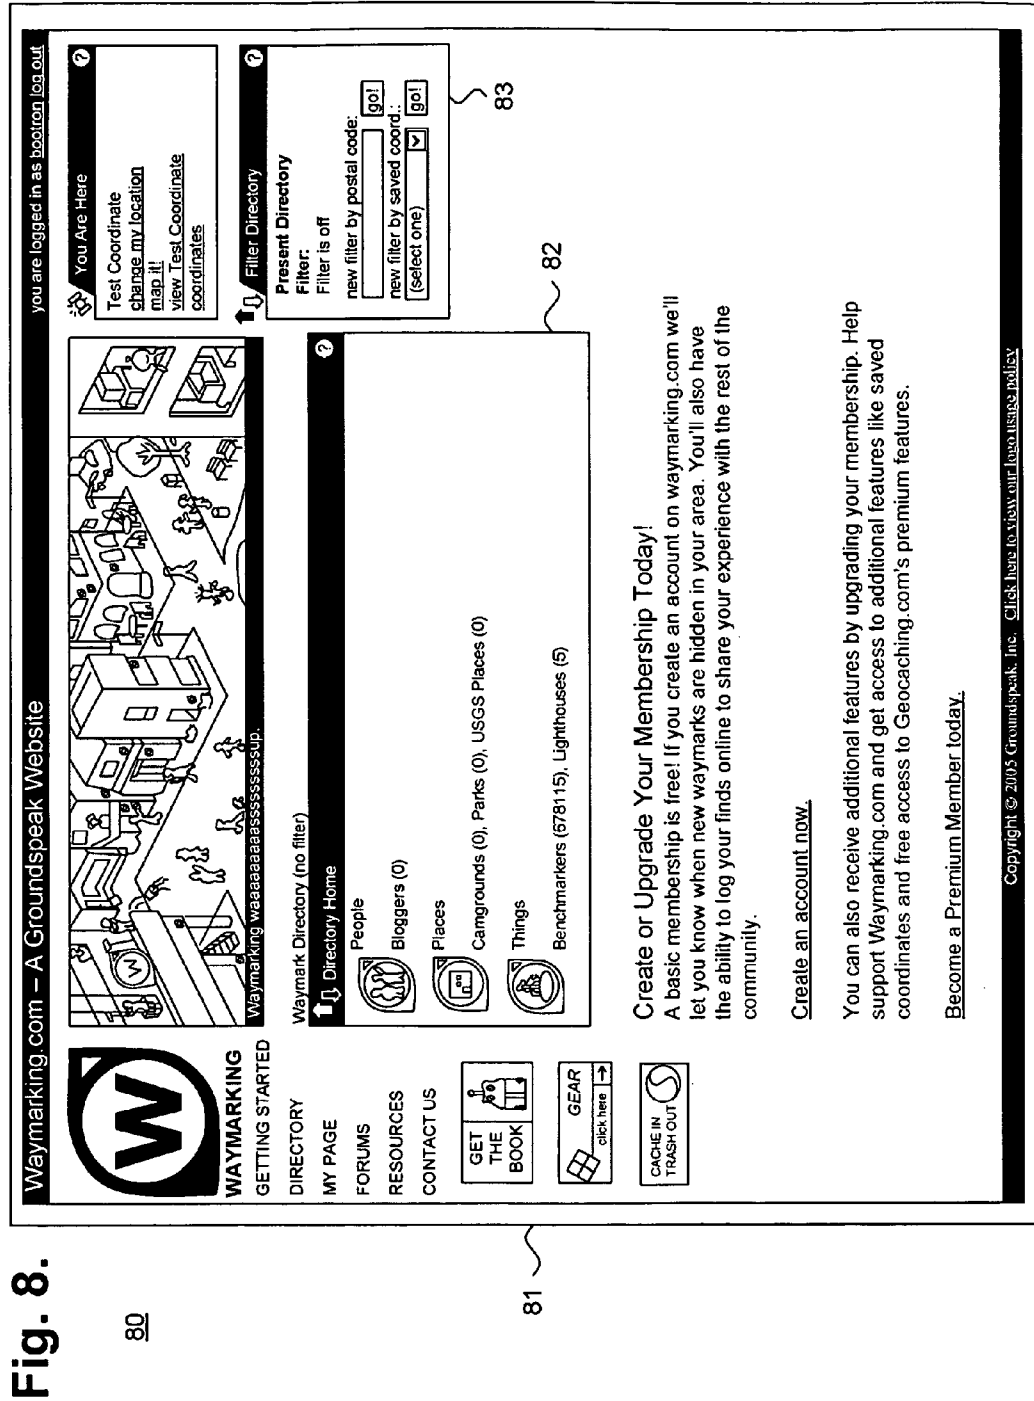 Fig. 8.
80
81
Waymarking.com – A Groundspeak Website
you are logged in as bootron log out
W
WAYMARKING
GETTING STARTED
DIRECTORY
MY PAGE
FORUMS
RESOURCES
CONTACT US
GET THE BOOK
GEAR
click here
CACHE IN
TRASH OUT
W
Waymarking waaaaaaaaassssssssssup.
Waymark Directory (no filter)
Directory Home
?
People
Bloggers (0)
Places
Camgrounds (0), Parks (0), USGS Places (0)
Things
Benchmarkers (678115), Lighthouses (5)
82
You Are Here
?
Test Coordinate
change my location
map it!
view Test Coordinate
coordinates
Filter Directory
?
Present Directory
Filter:
Filter is off
new filter by postal code:
go!
new filter by saved coord.:
(select one)
go!
83
Create or Upgrade Your Membership Today!
A basic membership is free! If you create an account on waymarking.com we'll
let you know when new waymarks are hidden in your area. You'll also have
the ability to log your finds online to share your experience with the rest of the
community.
Create an account now.
You can also receive additional features by upgrading your membership. Help
support Waymarking.com and get access to additional features like saved
coordinates and free access to Geocaching.com's premium features.
Become a Premium Member today.
Copyright © 2005 Groundspeak, Inc. Click here to view our logo usage policy